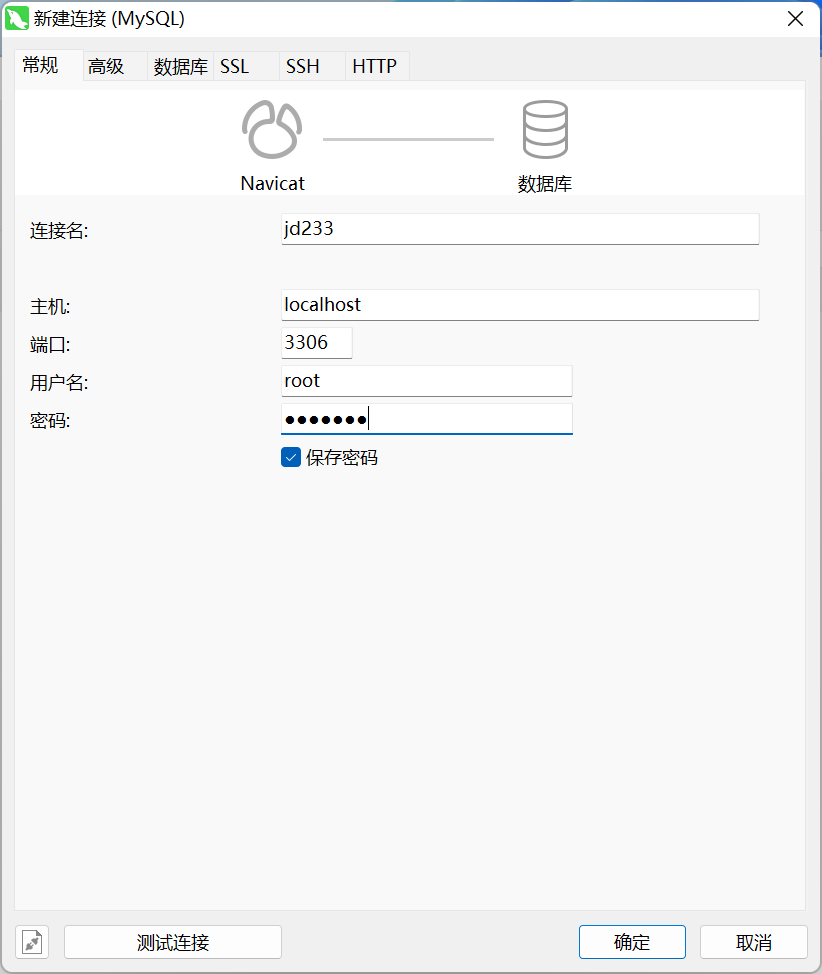 新建连接 (MySQL)
常规 高级 数据库 SSL SSH HTTP
Navicat 数据库
连接名: jd233
主机: localhost
端口: 3306
用户名: root
密码: ●●●●●●●
保存密码
测试连接 确定 取消